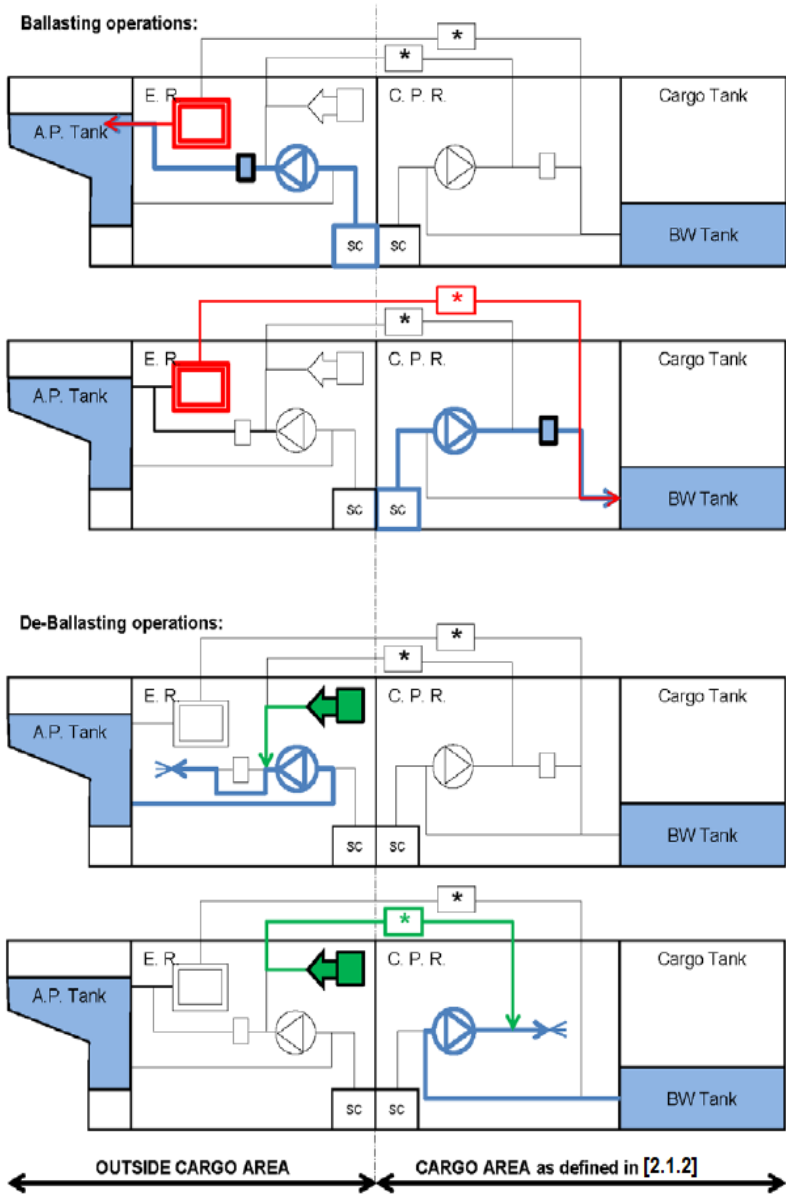 Ballasting operations:
*
*
E. R.
C. P. R.
Cargo Tank
A.P. Tank
sc
sc
BW Tank
*
*
E. R.
C. P. R.
Cargo Tank
A.P. Tank
BW Tank
sc
sc
De-Ballasting operations:
*
*
E. R.
C. P. R.
Cargo Tank
A.P. Tank
sc
sc
BW Tank
*
*
E. R.
C. P. R.
Cargo Tank
A.P. Tank
sc
sc
BW Tank
OUTSIDE CARGO AREA
CARGO AREA as defined in [2.1.2]